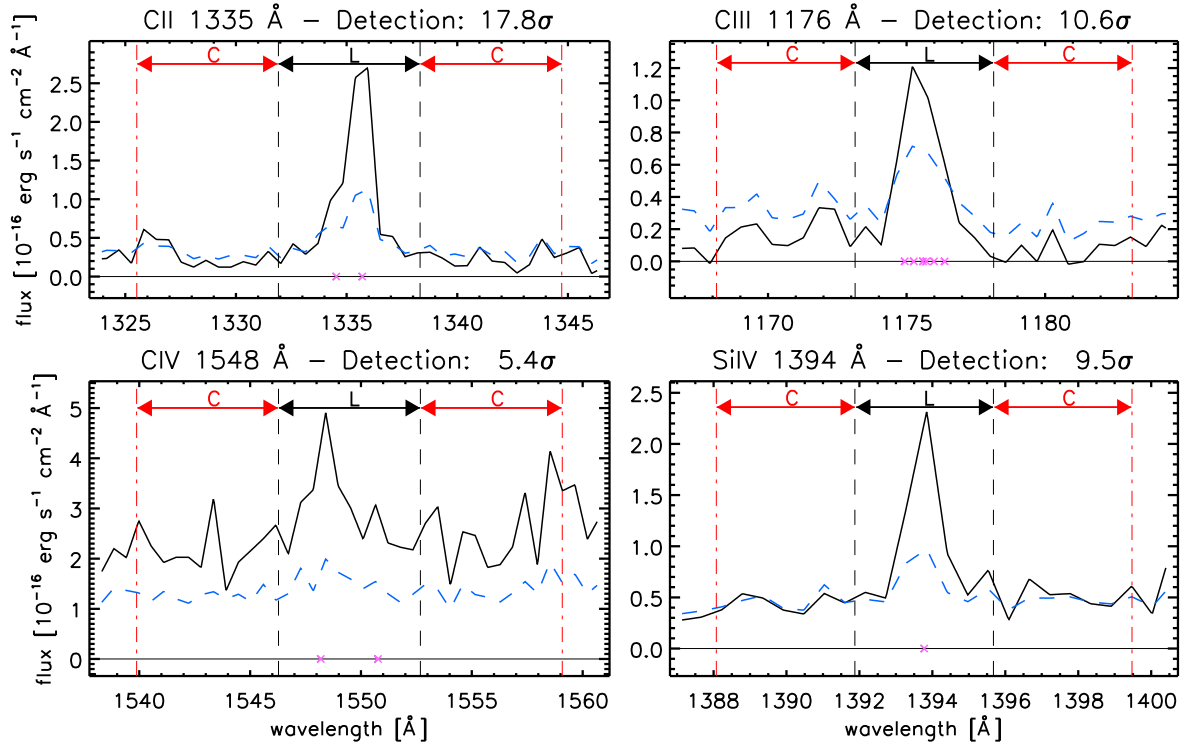 CII 1335 Å – Detection: 17.8σ
CIII 1176 Å – Detection: 10.6σ
C L C
C L C
flux [10⁻¹⁶ erg s⁻¹ cm⁻² Å⁻¹]
2.5
2.0
1.5
1.0
0.5
0.0
1.2
1.0
0.8
0.6
0.4
0.2
0.0
1325 1330 1335 1340 1345
1170 1175 1180
CIV 1548 Å – Detection: 5.4σ
SiIV 1394 Å – Detection: 9.5σ
C L C
C L C
flux [10⁻¹⁶ erg s⁻¹ cm⁻² Å⁻¹]
5
4
3
2
1
0
2.5
2.0
1.5
1.0
0.5
0.0
1540 1545 1550 1555 1560
1388 1390 1392 1394 1396 1398 1400
wavelength [Å]
wavelength [Å]